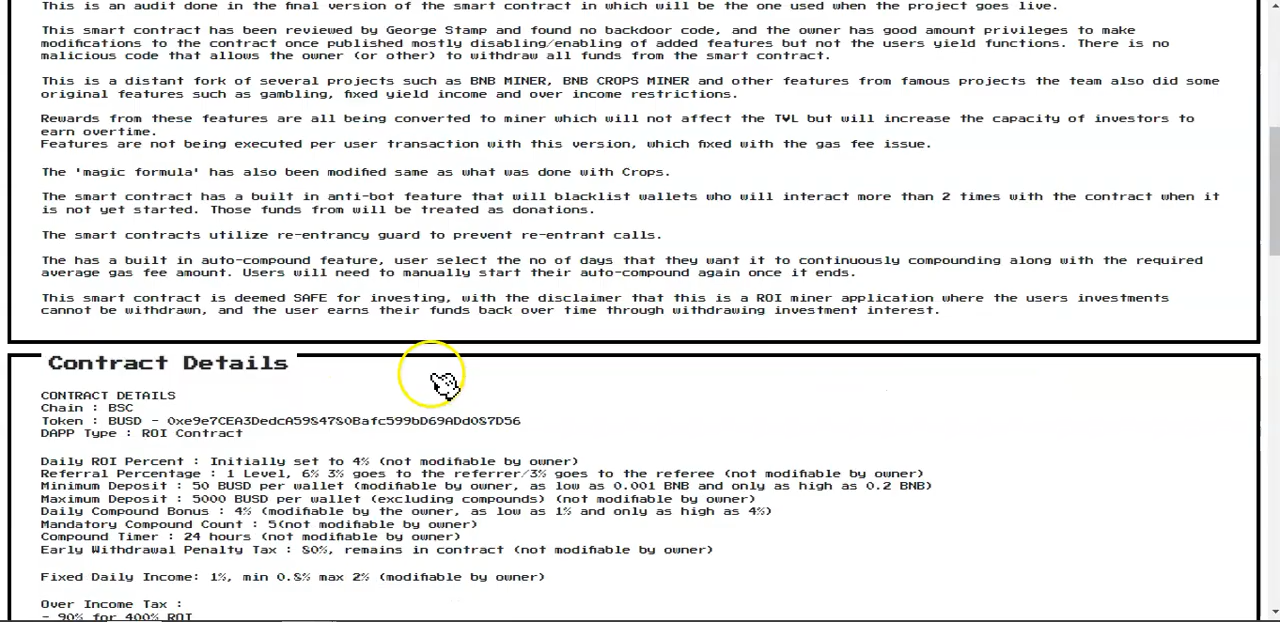 This is an audit done in the final version of the smart contract in which will be the one used when the project goes live.
This smart contract has been reviewed by George Stamp and found no backdoor code, and the owner has good amount privileges to make
modifications to the contract once published mostly disabling/enabling of added features but not the users yield functions. There is no
malicious code that allows the owner (or other) to withdraw all funds from the smart contract.
This is a distant fork of several projects such as BNB MINER, BNB CROPS MINER and other features from famous projects the team also did some
original features such as gambling, fixed yield income and over income restrictions.
Rewards from these features are all being converted to miner which will not affect the TVL but will increase the capacity of investors to
earn overtime.
Features are not being executed per user transaction with this version, which fixed with the gas fee issue.
The 'magic formula' has also been modified same as what was done with Crops.
The smart contract has a built in anti-bot feature that will blacklist wallets who will interact more than 2 times with the contract when it
is not yet started. Those funds from will be treated as donations.
The smart contracts utilize re-entrancy guard to prevent re-entrant calls.
The has a built in auto-compound feature, user select the no of days that they want it to continuously compounding along with the required
average gas fee amount. Users will need to manually start their auto-compound again once it ends.
This smart contract is deemed SAFE for investing, with the disclaimer that this is a ROI miner application where the users investments
cannot be withdrawn, and the user earns their funds back over time through withdrawing investment interest.
Contract Details
CONTRACT DETAILS
Chain : BSC
Token : BUSD - 0xe9e7CEA3DedcA5984780Bafc599bD69ADd087D56
DAPP Type : ROI Contract
Daily ROI Percent : Initially set to 4% (not modifiable by owner)
Referral Percentage : 1 Level, 6% 3% goes to the referrer/3% goes to the referee (not modifiable by owner)
Minimum Deposit : 50 BUSD per wallet (modifiable by owner, as low as 0.001 BNB and only as high as 0.2 BNB)
Maximum Deposit : 5000 BUSD per wallet (excluding compounds) (not modifiable by owner)
Daily Compound Bonus : 4% (modifiable by the owner, as low as 1% and only as high as 4%)
Mandatory Compound Count : 5(not modifiable by owner)
Compound Timer : 24 hours (not modifiable by owner)
Early Withdrawal Penalty Tax : 80%, remains in contract (not modifiable by owner)
Fixed Daily Income: 1%, min 0.8% max 2% (modifiable by owner)
Over Income Tax :
- 90% for 400% ROI